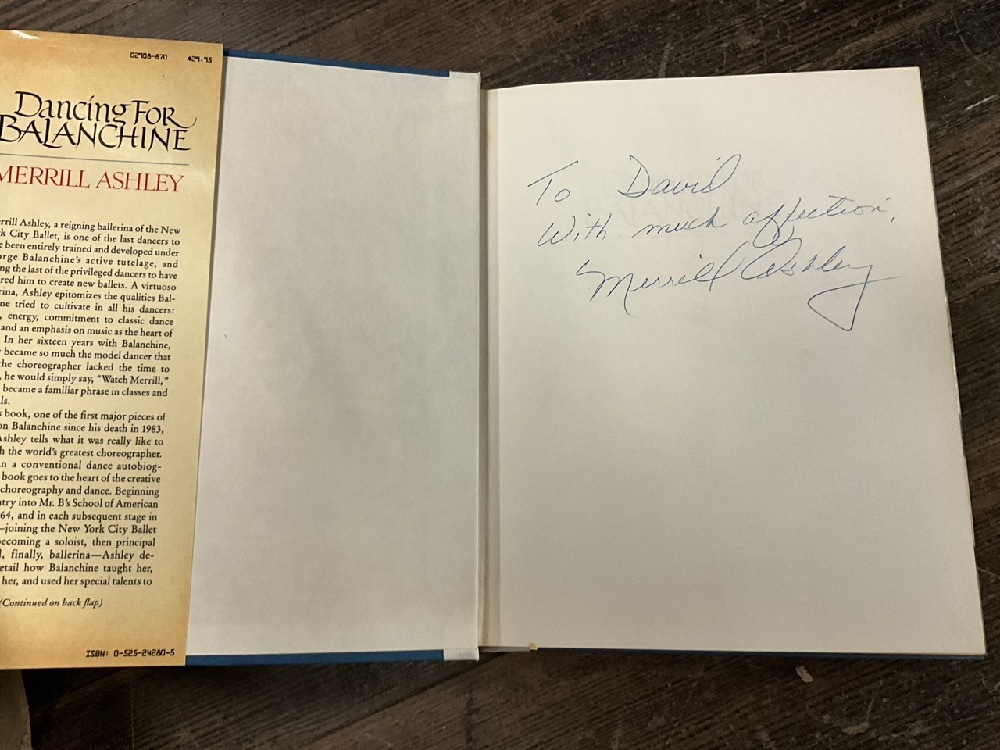 02908-870 $29.95
Dancing For
BALANCHINE
MERRILL ASHLEY
rrill Ashley, a reigning ballerina of the New
k City Ballet, is one of the last dancers to
e been entirely trained and developed under
orge Balanchine's active tutelage, and
ng the last of the privileged dancers to have
red him to create new ballets. A virtuoso
rina, Ashley epitomizes the qualities Bal-
ne tried to cultivate in all his dancers:
, energy, commitment to classic dance
and an emphasis on music as the heart of
In her sixteen years with Balanchine,
became so much the model dancer that
the choreographer lacked the time to
, he would simply say, "Watch Merrill,"
became a familiar phrase in classes and
ls.
book, one of the first major pieces of
on Balanchine since his death in 1983,
Ashley tells what it was really like to
h the world's greatest choreographer.
n a conventional dance autobiog-
book goes to the heart of the creative
choreography and dance. Beginning
ntry into Mr. B's School of American
64, and in each subsequent stage in
—joining the New York City Ballet
becoming a soloist, then principal
l, finally, ballerina—Ashley de-
etail how Balanchine taught her,
her, and used her special talents to
(Continued on back flap)
ISBN: 0-525-24280-5
To David
With much affection,
Merrill Ashley